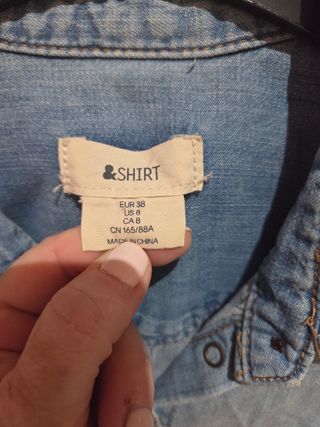 &SHIRT
EUR 38
US 8
CA 8
CN 165/88A
MADE IN CHINA